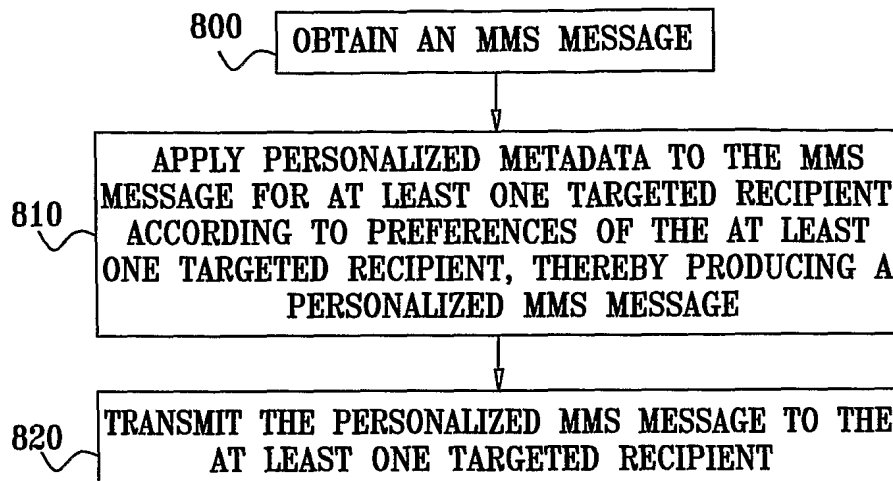 800
OBTAIN AN MMS MESSAGE
APPLY PERSONALIZED METADATA TO THE MMS
MESSAGE FOR AT LEAST ONE TARGETED RECIPIENT
810
ACCORDING TO PREFERENCES OF THE AT LEAST
ONE TARGETED RECIPIENT, THEREBY PRODUCING A
PERSONALIZED MMS MESSAGE
820
TRANSMIT THE PERSONALIZED MMS MESSAGE TO THE
AT LEAST ONE TARGETED RECIPIENT